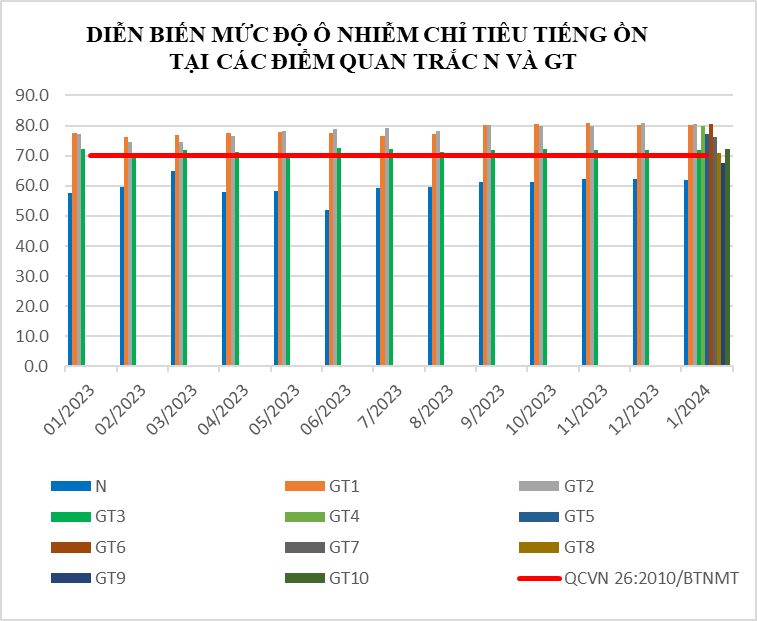 DIỄN BIẾN MỨC ĐỘ Ô NHIỄM CHỈ TIÊU TIẾNG ỒN
TẠI CÁC ĐIỂM QUAN TRẮC N VÀ GT
90.0
80.0
70.0
60.0
50.0
40.0
30.0
20.0
10.0
0.0
01/2023 02/2023 03/2023 04/2023 05/2023 06/2023 7/2023 8/2023 9/2023 10/2023 11/2023 12/2023 1/2024
N GT1 GT2
GT3 GT4 GT5
GT6 GT7 GT8
GT9 GT10 QCVN 26:2010/BTNMT